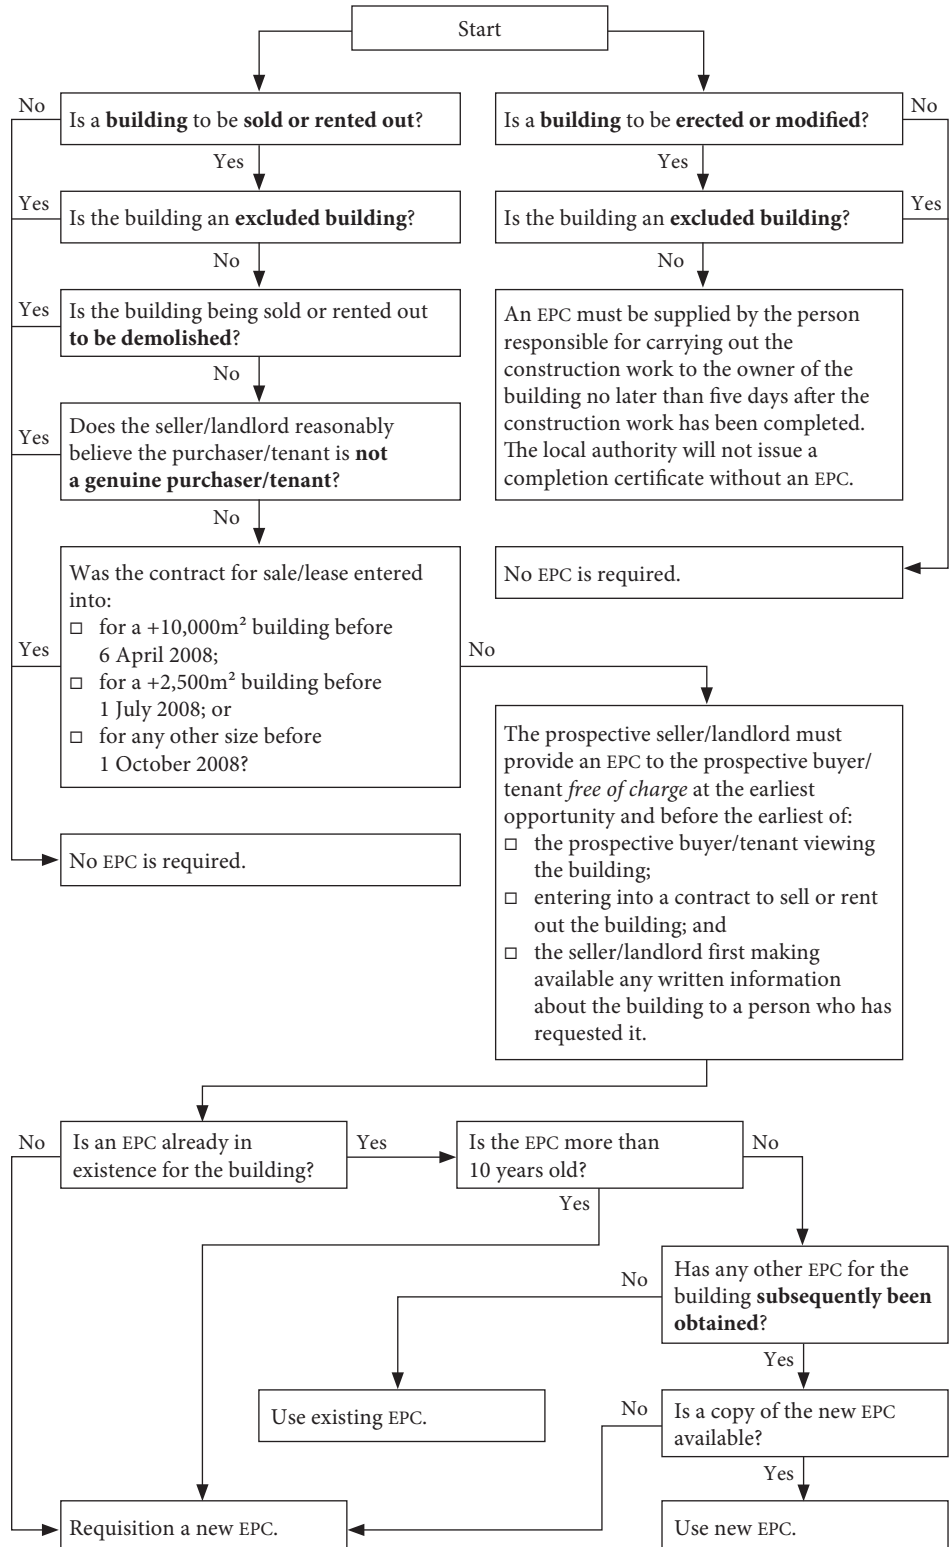 Start
No
Is a building to be sold or rented out?
Is a building to be erected or modified?
No
Yes
Yes
Yes
Is the building an excluded building?
Is the building an excluded building?
Yes
No
No
Yes
Is the building being sold or rented out
to be demolished?
An EPC must be supplied by the person
responsible for carrying out the
construction work to the owner of the
building no later than five days after the
construction work has been completed.
The local authority will not issue a
completion certificate without an EPC.
No
Yes
Does the seller/landlord reasonably
believe the purchaser/tenant is not
a genuine purchaser/tenant?
No
No EPC is required.
Was the contract for sale/lease entered
into:
□ for a +10,000m² building before
6 April 2008;
□ for a +2,500m² building before
1 July 2008; or
□ for any other size before
1 October 2008?
Yes
No
The prospective seller/landlord must
provide an EPC to the prospective buyer/
tenant free of charge at the earliest
opportunity and before the earliest of:
□ the prospective buyer/tenant viewing
the building;
□ entering into a contract to sell or rent
out the building; and
□ the seller/landlord first making
available any written information
about the building to a person who has
requested it.
No EPC is required.
No
Is an EPC already in
existence for the building?
Yes
Is the EPC more than
10 years old?
No
Yes
Has any other EPC for the
building subsequently been
obtained?
No
Yes
Use existing EPC.
No
Is a copy of the new EPC
available?
Yes
Requisition a new EPC.
Use new EPC.